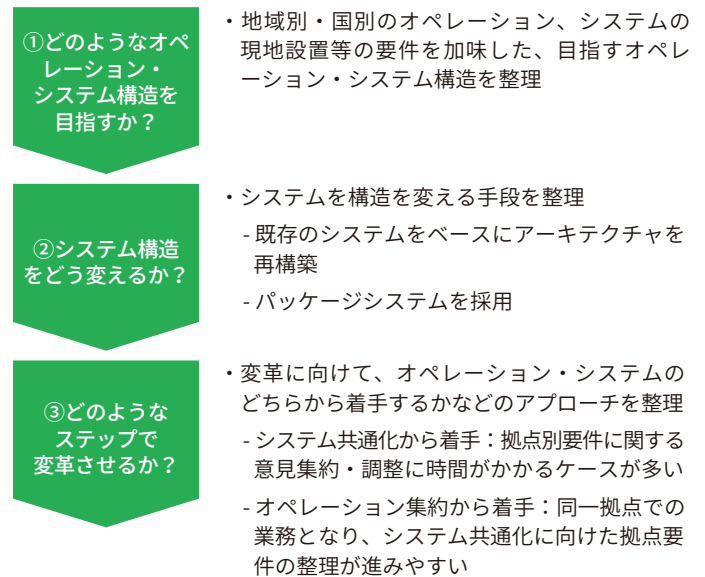 ①どのようなオペ
レーション・
システム構造を
目指すか？
・地域別・国別のオペレーション、システムの
現地設置等の要件を加味した、目指すオペレ
ーション・システム構造を整理
②システム構造
をどう変えるか？
・システムを構造を変える手段を整理
- 既存のシステムをベースにアーキテクチャを
再構築
- パッケージシステムを採用
③どのような
ステップで
変革させるか？
・変革に向けて、オペレーション・システムの
どちらから着手するかなどのアプローチを整理
- システム共通化から着手：拠点別要件に関する
意見集約・調整に時間がかかるケースが多い
- オペレーション集約から着手：同一拠点での
業務となり、システム共通化に向けた拠点要
件の整理が進みやすい